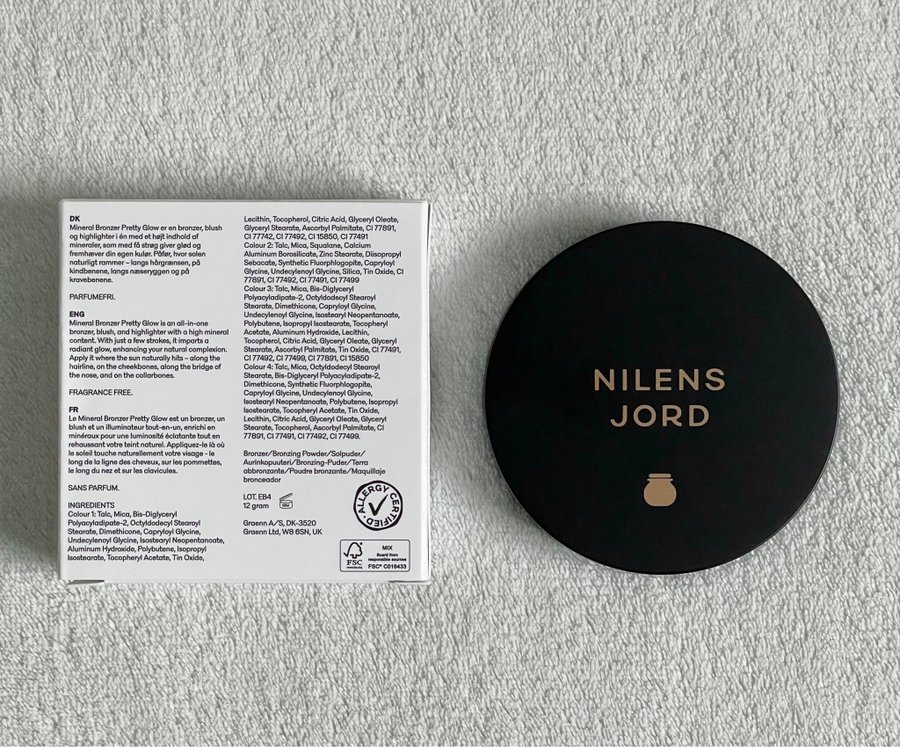 DK
Mineral Bronzer Pretty Glow er en bronzer, blush
og highlighter i én med et højt indhold af
mineraler, som med få strøg giver glød og
fremhæver din egen kulør. Påfør, hvor solen
naturligt rammer – langs hårgrænsen, på
kindbenene, langs næseryggen og på
kravebenene.
PARFUMEFRI.
ENG
Mineral Bronzer Pretty Glow is an all-in-one
bronzer, blush, and highlighter with a high mineral
content. With just a few strokes, it imparts a
radiant glow, enhancing your natural complexion.
Apply it where the sun naturally hits – along the
hairline, on the cheekbones, along the bridge of
the nose, and on the collarbones.
FRAGRANCE FREE.
FR
Le Mineral Bronzer Pretty Glow est un bronzer, un
blush et un illuminateur tout-en-un, enrichi en
minéraux pour une luminosité éclatante tout en
rehaussant votre teint naturel. Appliquez-le là où
le soleil touche naturellement votre visage - le
long de la ligne des cheveux, sur les pommettes,
le long du nez et sur les clavicules.
SANS PARFUM.
INGREDIENTS
Colour 1: Talc, Mica, Bis-Diglyceryl
Polyacyladipate-2, Octyldodecyl Stearoyl
Stearate, Dimethicone, Capryloyl Glycine,
Undecylenoyl Glycine, Isostearyl Neopentanoate,
Aluminum Hydroxide, Polybutene, Isopropyl
Isostearate, Tocopheryl Acetate, Tin Oxide,
Lecithin, Tocopherol, Citric Acid, Glyceryl Oleate,
Glyceryl Stearate, Ascorbyl Palmitate, CI 77891,
CI 77742, CI 77492, CI 15850, CI 77491
Colour 2: Talc, Mica, Squalane, Calcium
Aluminum Borosilicate, Zinc Stearate, Diisopropyl
Sebacate, Synthetic Fluorphlogopite, Capryloyl
Glycine, Undecylenoyl Glycine, Silica, Tin Oxide, CI
77891, CI 77492, CI 77491, CI 77499
Colour 3: Talc, Mica, Bis-Diglyceryl
Polyacyladipate-2, Octyldodecyl Stearoyl
Stearate, Dimethicone, Capryloyl Glycine,
Undecylenoyl Glycine, Isostearyl Neopentanoate,
Polybutene, Isopropyl Isostearate, Tocopheryl
Acetate, Aluminum Hydroxide, Lecithin,
Tocopherol, Citric Acid, Glyceryl Oleate, Glyceryl
Stearate, Ascorbyl Palmitate, Tin Oxide, CI 77491,
CI 77492, CI 77499, CI 77891, CI 15850
Colour 4: Talc, Mica, Octyldodecyl Stearoyl
Stearate, Bis-Diglyceryl Polyacyladipate-2,
Dimethicone, Synthetic Fluorphlogopite,
Capryloyl Glycine, Undecylenoyl Glycine,
Isostearyl Neopentanoate, Polybutene, Isopropyl
Isostearate, Tocopheryl Acetate, Tin Oxide,
Lecithin, Citric Acid, Glyceryl Oleate, Glyceryl
Stearate, Tocopherol, Ascorbyl Palmitate, CI
77891, CI 77491, CI 77492, CI 77499.
Bronzer/Bronzing Powder/Solpuder/
Aurinkopuuteri/Bronzing-Puder/Terra
abbronzante/Poudre bronzante/Maquillaje
bronceador
LOT. EB4
12 gram
Graenn A/S, DK-3520
Graenn Ltd, W8 6SN, UK
ALLERGY CERTIFIED
FSC
MIX
Board from
responsible sources
FSC® C016433
NILENS
JORD